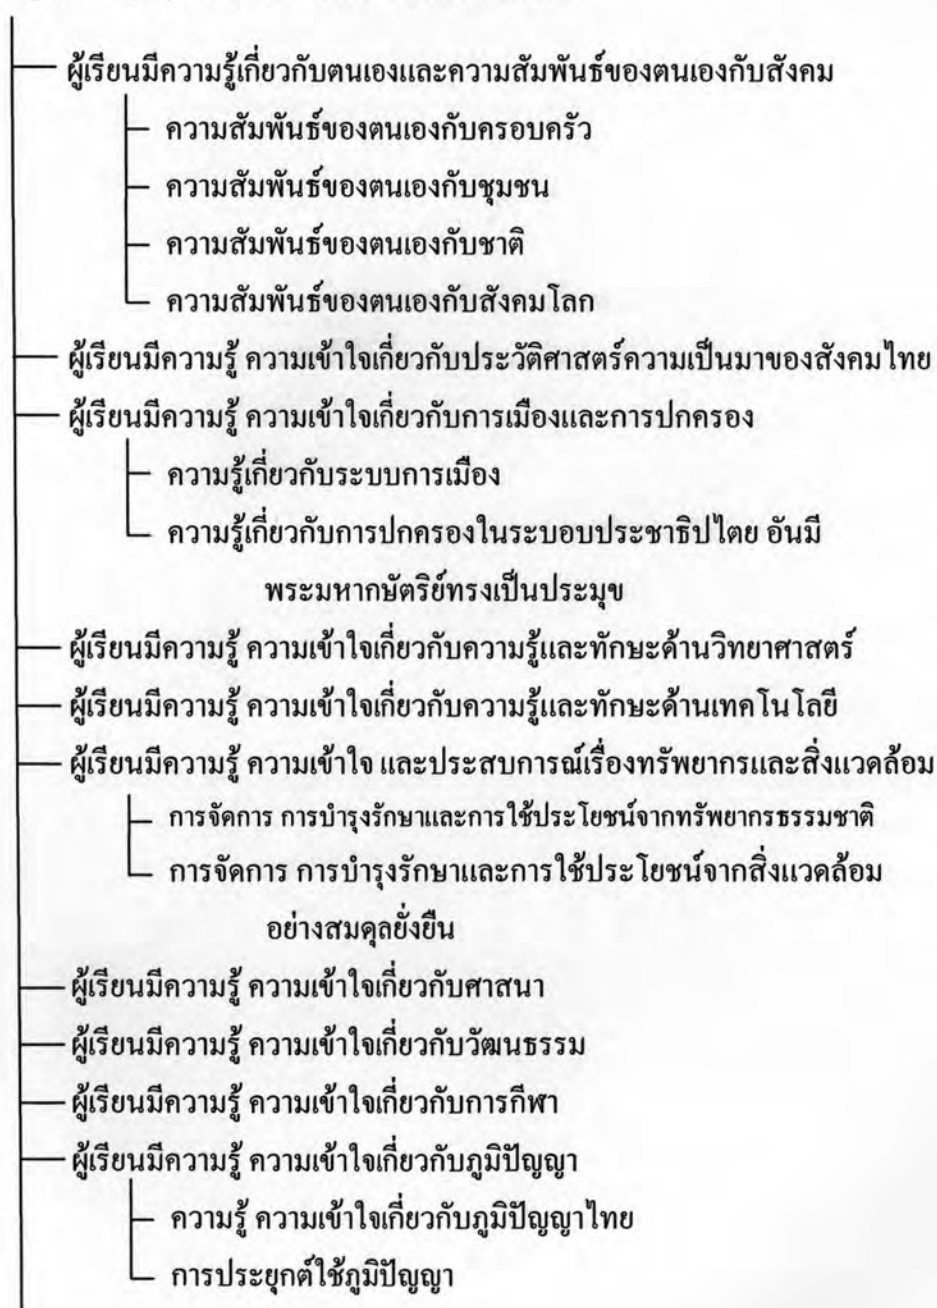 ผู้เรียนมีความรู้เกี่ยวกับตนเองและความสัมพันธ์ของตนเองกับสังคม
ความสัมพันธ์ของตนเองกับครอบครัว
ความสัมพันธ์ของตนเองกับชุมชน
ความสัมพันธ์ของตนเองกับชาติ
ความสัมพันธ์ของตนเองกับสังคมโลก
ผู้เรียนมีความรู้ ความเข้าใจเกี่ยวกับประวัติศาสตร์ความเป็นมาของสังคมไทย
ผู้เรียนมีความรู้ ความเข้าใจเกี่ยวกับการเมืองและการปกครอง
ความรู้เกี่ยวกับระบบการเมือง
ความรู้เกี่ยวกับการปกครองในระบอบประชาธิปไตย อันมี
พระมหากษัตริย์ทรงเป็นประมุข
ผู้เรียนมีความรู้ ความเข้าใจเกี่ยวกับความรู้และทักษะด้านวิทยาศาสตร์
ผู้เรียนมีความรู้ ความเข้าใจเกี่ยวกับความรู้และทักษะด้านเทคโนโลยี
ผู้เรียนมีความรู้ ความเข้าใจ และประสบการณ์เรื่องทรัพยากรและสิ่งแวดล้อม
การจัดการ การบำรุงรักษาและการใช้ประโยชน์จากทรัพยากรธรรมชาติ
การจัดการ การบำรุงรักษาและการใช้ประโยชน์จากสิ่งแวดล้อม
อย่างสมดุลยั่งยืน
ผู้เรียนมีความรู้ ความเข้าใจเกี่ยวกับศาสนา
ผู้เรียนมีความรู้ ความเข้าใจเกี่ยวกับวัฒนธรรม
ผู้เรียนมีความรู้ ความเข้าใจเกี่ยวกับการกีฬา
ผู้เรียนมีความรู้ ความเข้าใจเกี่ยวกับภูมิปัญญา
ความรู้ ความเข้าใจเกี่ยวกับภูมิปัญญาไทย
การประยุกต์ใช้ภูมิปัญญา